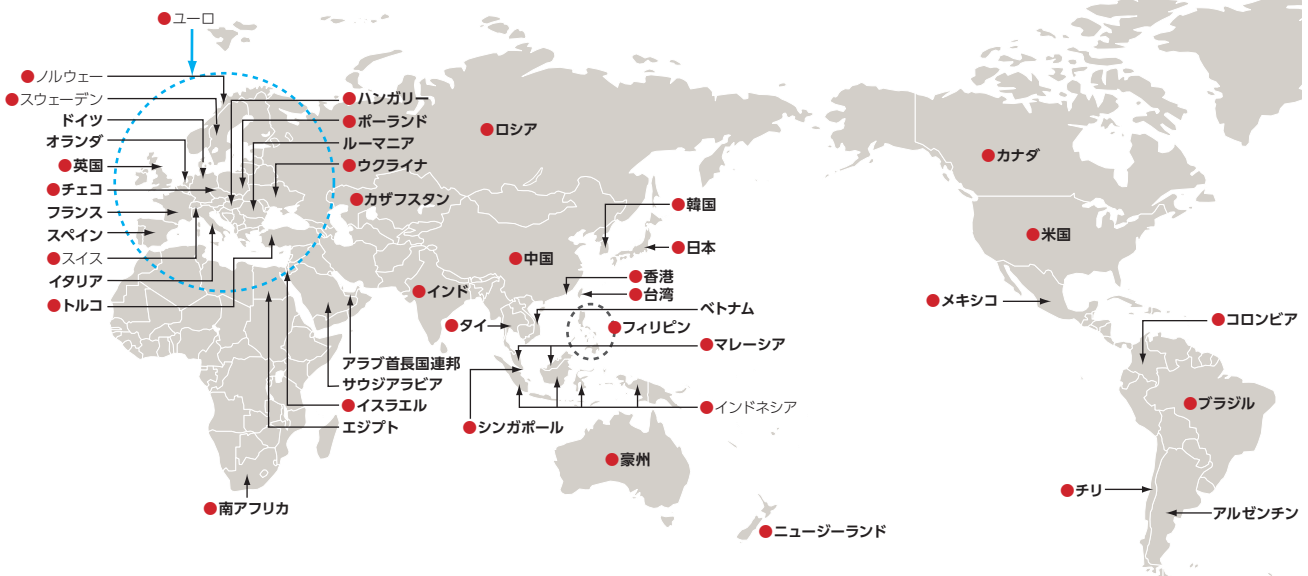 ●ユーロ
●ノルウェー
●スウェーデン
ドイツ
オランダ
●英国
●チェコ
フランス
スペイン
●スイス
イタリア
●トルコ
●ハンガリー
●ポーランド
ルーマニア
●ウクライナ
●カザフスタン
●ロシア
●中国
●インド
●タイ
●韓国
●日本
●香港
●台湾
ベトナム
●フィリピン
●マレーシア
●インドネシア
アラブ首長国連邦
サウジアラビア
●イスラエル
エジプト
●シンガポール
●南アフリカ
●豪州
●ニュージーランド
●カナダ
●米国
●メキシコ
●コロンビア
●ブラジル
●チリ
アルゼンチン